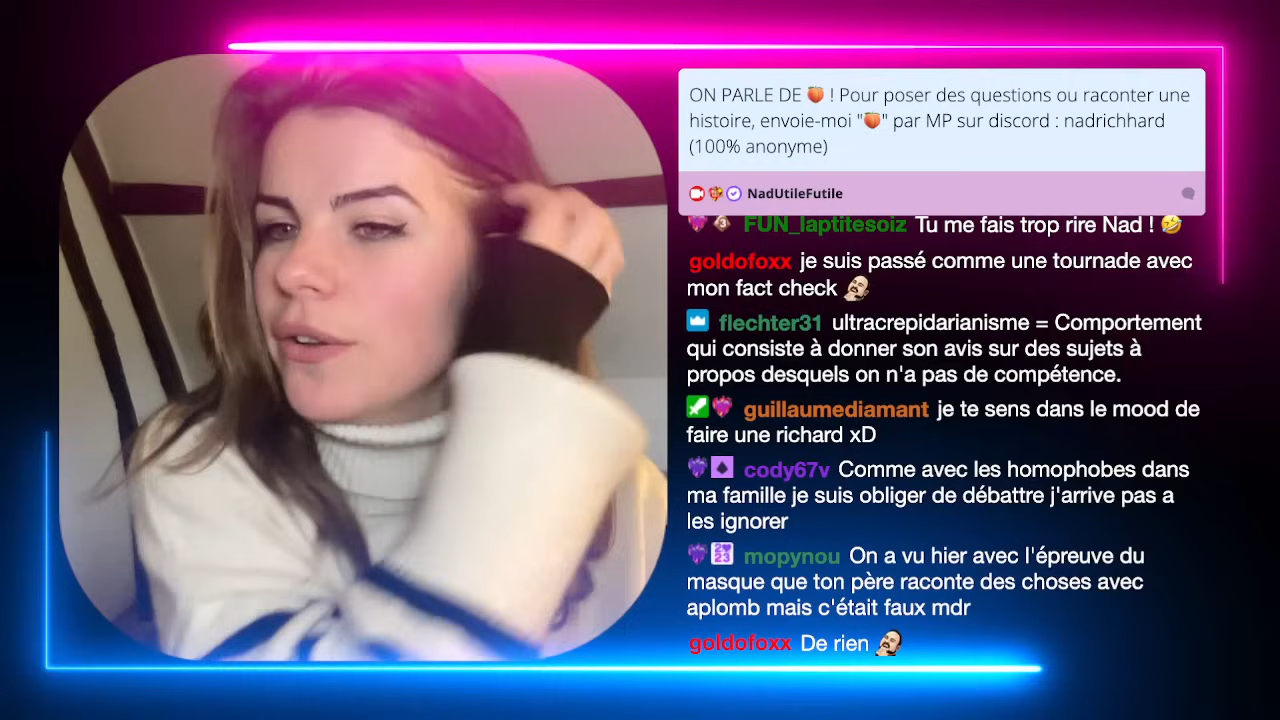 ON PARLE DE 🍑 ! Pour poser des questions ou raconter une
histoire, envoie-moi "🍑" par MP sur discord : nadrichhard
(100% anonyme)
NadUtileFutile
FUN_laptitesoiz Tu me fais trop rire Nad ! 🤣
goldofoxx je suis passé comme une tournade avec
mon fact check
flechter31 ultracrepidarianisme = Comportement
qui consiste à donner son avis sur des sujets à
propos desquels on n'a pas de compétence.
guillaumediamant je te sens dans le mood de
faire une richard xD
cody67v Comme avec les homophobes dans
ma famille je suis obliger de débattre j'arrive pas a
les ignorer
mopynou On a vu hier avec l'épreuve du
masque que ton père raconte des choses avec
aplomb mais c'était faux mdr
goldofoxx De rien